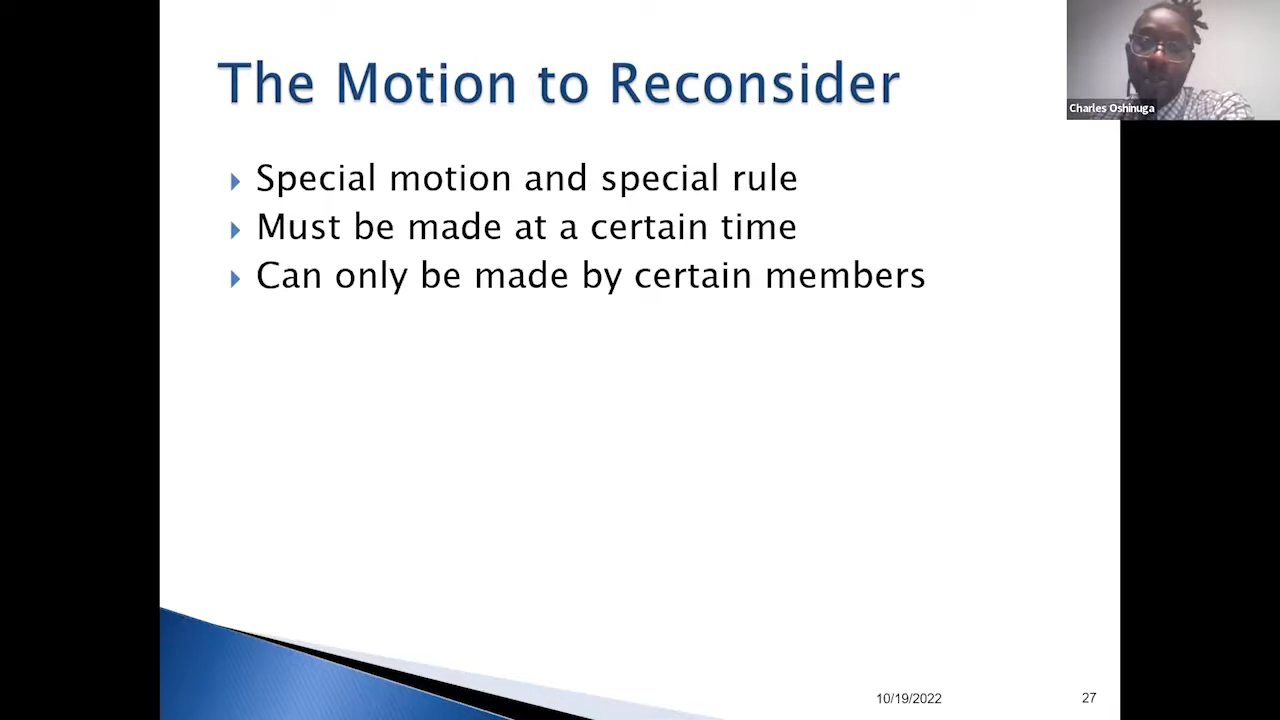 The Motion to Reconsider
Charles Oshinuga
Special motion and special rule
Must be made at a certain time
Can only be made by certain members
10/19/2022
27